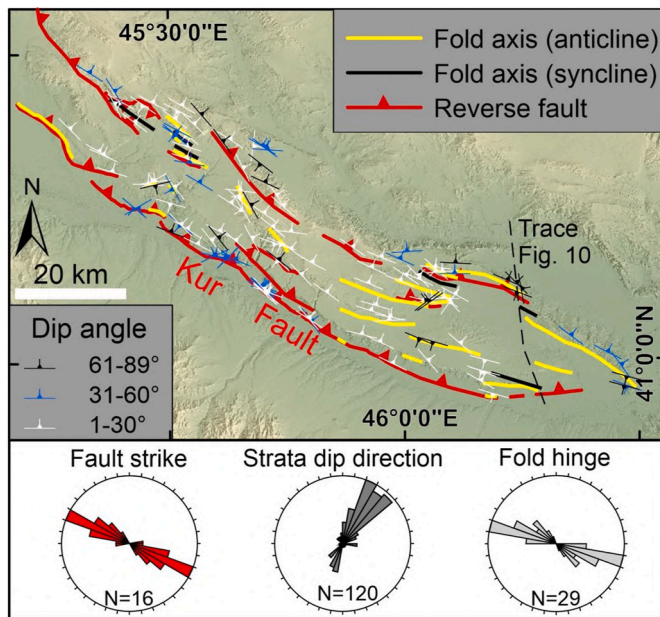 45°30'0"E
Fold axis (anticline)
Fold axis (syncline)
Reverse fault
N
20 km
Trace
Fig. 10
Kur
Fault
Dip angle
61-89°
31-60°
1-30°
46°0'0"E
41°0'0"N
Fault strike
Strata dip direction
Fold hinge
N=16
N=120
N=29